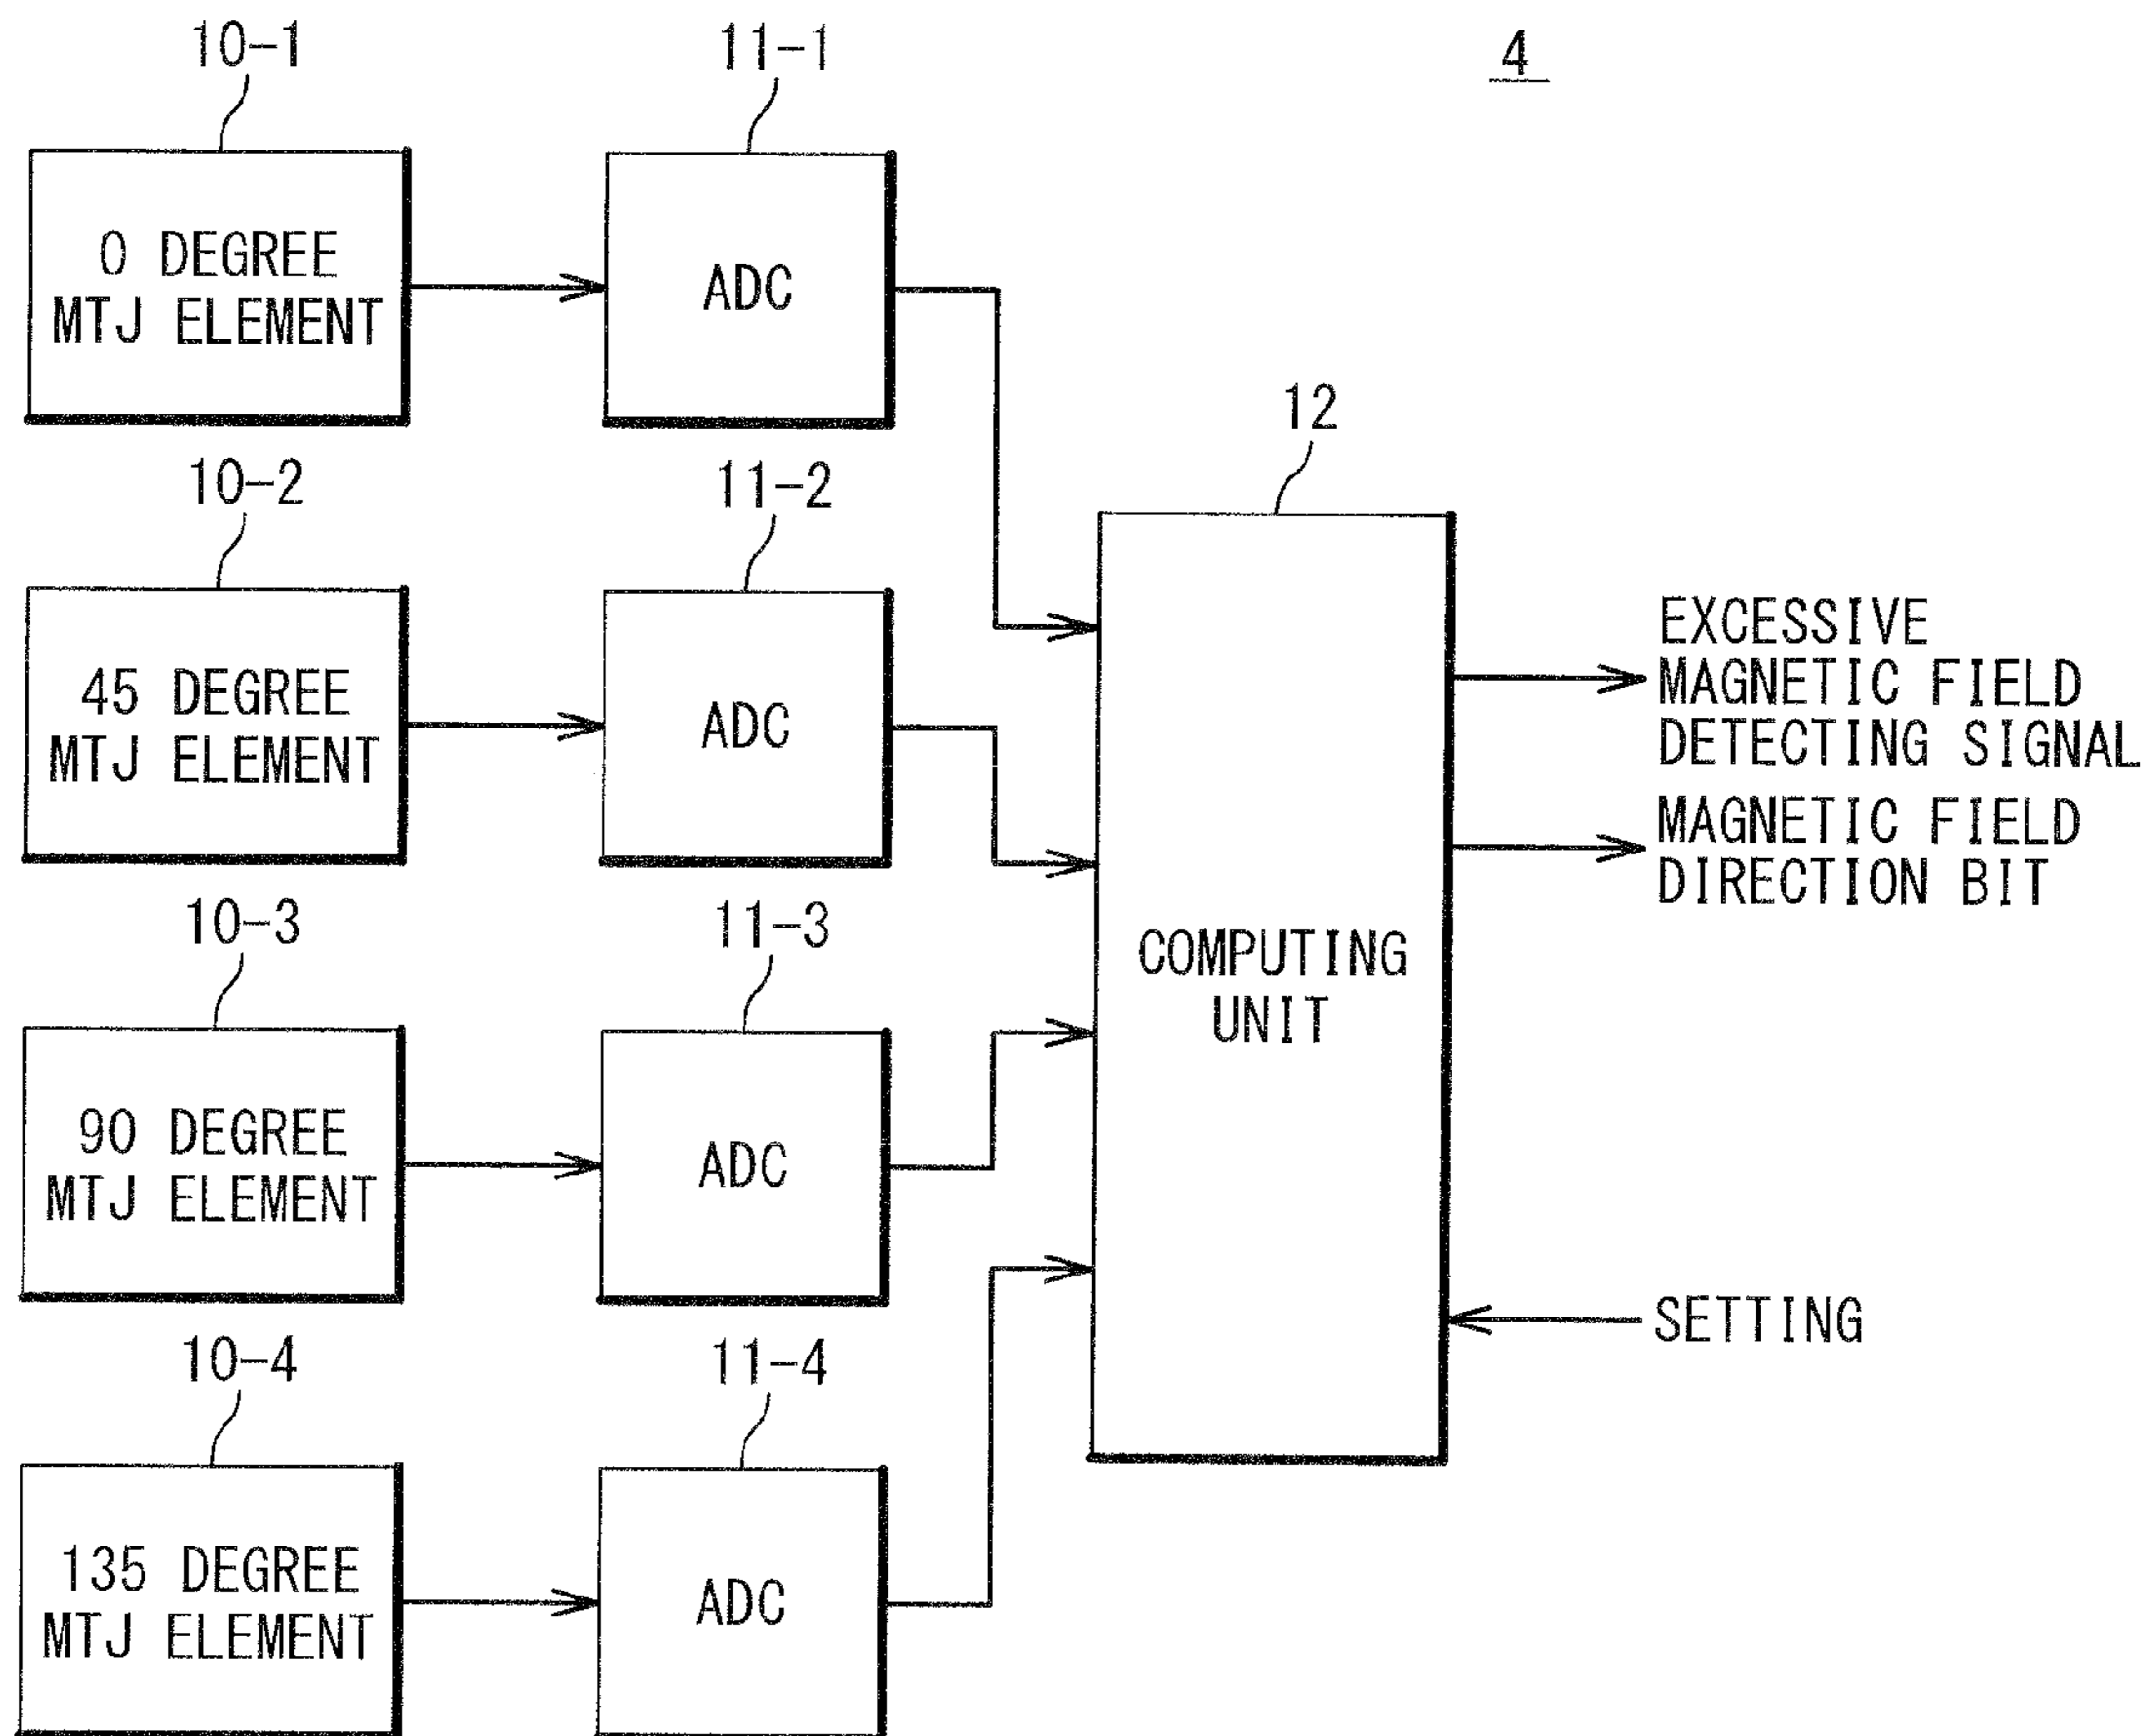 10-1
11-1
4
0 DEGREE
MTJ ELEMENT
ADC
12
10-2
11-2
45 DEGREE
MTJ ELEMENT
ADC
EXCESSIVE
MAGNETIC FIELD
DETECTING SIGNAL
MAGNETIC FIELD
DIRECTION BIT
10-3
11-3
COMPUTING
UNIT
90 DEGREE
MTJ ELEMENT
ADC
SETTING
10-4
11-4
135 DEGREE
MTJ ELEMENT
ADC